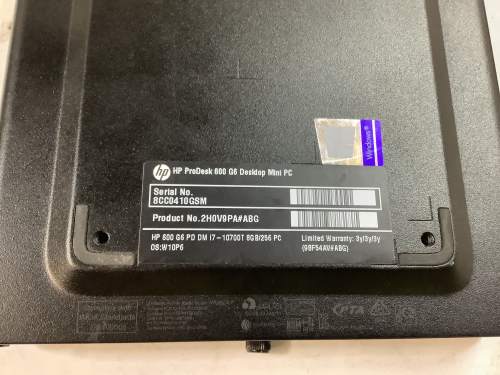 Windows®
hp HP ProDesk 600 G6 Desktop Mini PC
Serial No.
8CC0410GSM
Product No.2H0V9PA#ABG
HP 600 G6 PD DM i7-10700T 8GB/256 PC
OS:W10P6
Limited Warranty: 3y/3y/3y
(98F54AV#ABG)